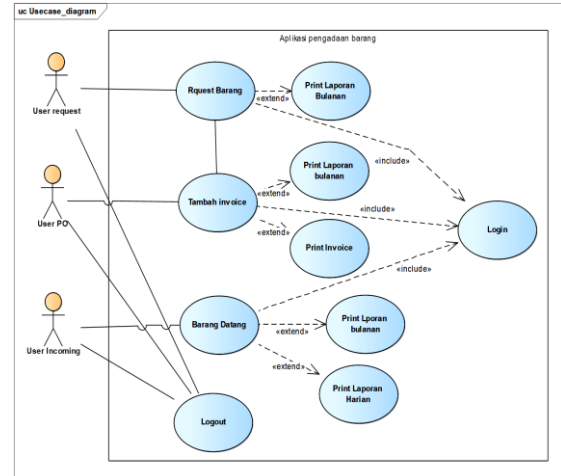 uc Usecase_diagram
Aplikasi pengadaan barang
User request
Rquest Barang
«extend»
Print Laporan
Bulanan
«include»
User PO
Tambah invoice
«extend»
Print Laporan
bulanan
«include»
«extend»
Print Invoice
Login
«include»
User Incoming
Barang Datang
«extend»
Print Lporan
bulanan
«extend»
Print Laporan
Harian
Logout